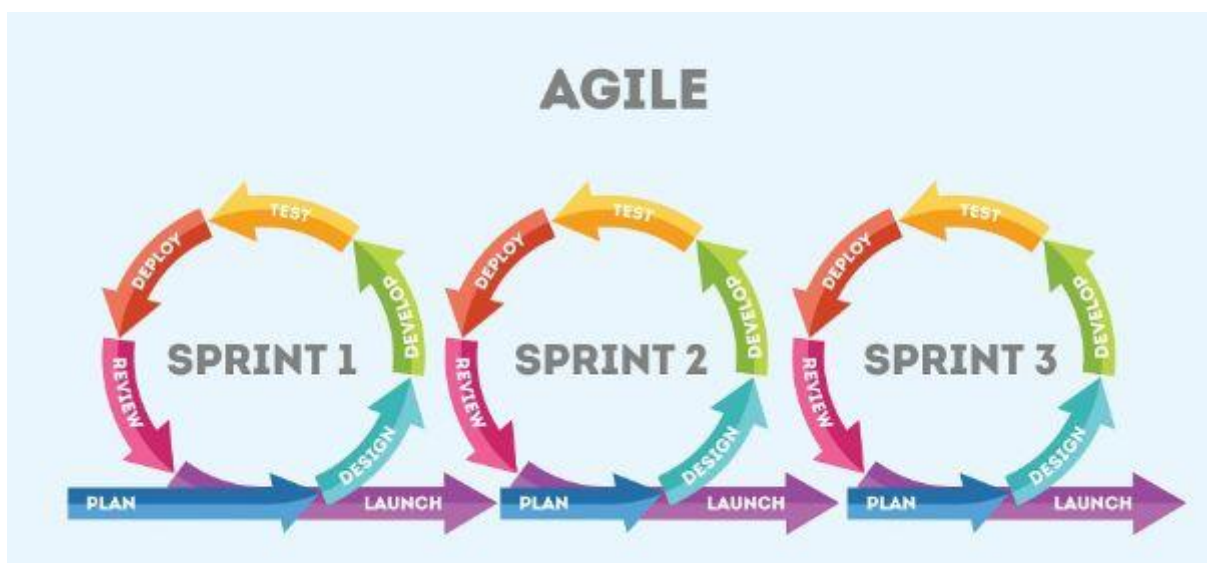 AGILE
SPRINT 1
PLAN
DESIGN
DEVELOP
TEST
DEPLOY
REVIEW
LAUNCH
SPRINT 2
PLAN
DESIGN
DEVELOP
TEST
DEPLOY
REVIEW
LAUNCH
SPRINT 3
PLAN
DESIGN
DEVELOP
TEST
DEPLOY
REVIEW
LAUNCH